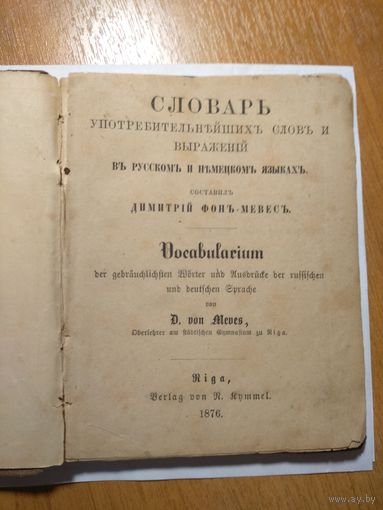 СЛОВАРЬ
УПОТРЕБИТЕЛЬНѢЙШИХЪ СЛОВЪ И
ВЫРАЖЕНІЙ
ВЪ РУССКОМЪ И НѢМЕЦКОМЪ ЯЗЫКАХЪ.
СОСТАВИЛЪ
ДИМИТРІЙ ФОНЪ-МЕВЕСЪ.
Vocabularium
der gebräuchlichsten Wörter und Ausdrücke der russischen
und deutschen Sprache
von
D. von Meves,
Oberlehrer am städtischen Gymnasium zu Riga.
Riga,
Verlag von N. Kymmel.
1876.
www.ay.by